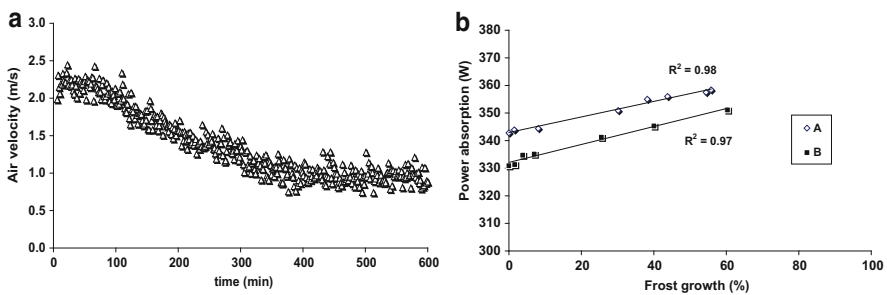 a
3.0
2.5
2.0
1.5
1.0
0.5
0.0
Air velocity (m/s)
0 100 200 300 400 500 600
time (min)
b
380
370
360
350
340
330
320
310
300
Power absorption (W)
R² = 0.98
R² = 0.97
A
B
0 20 40 60 80 100
Frost growth (%)